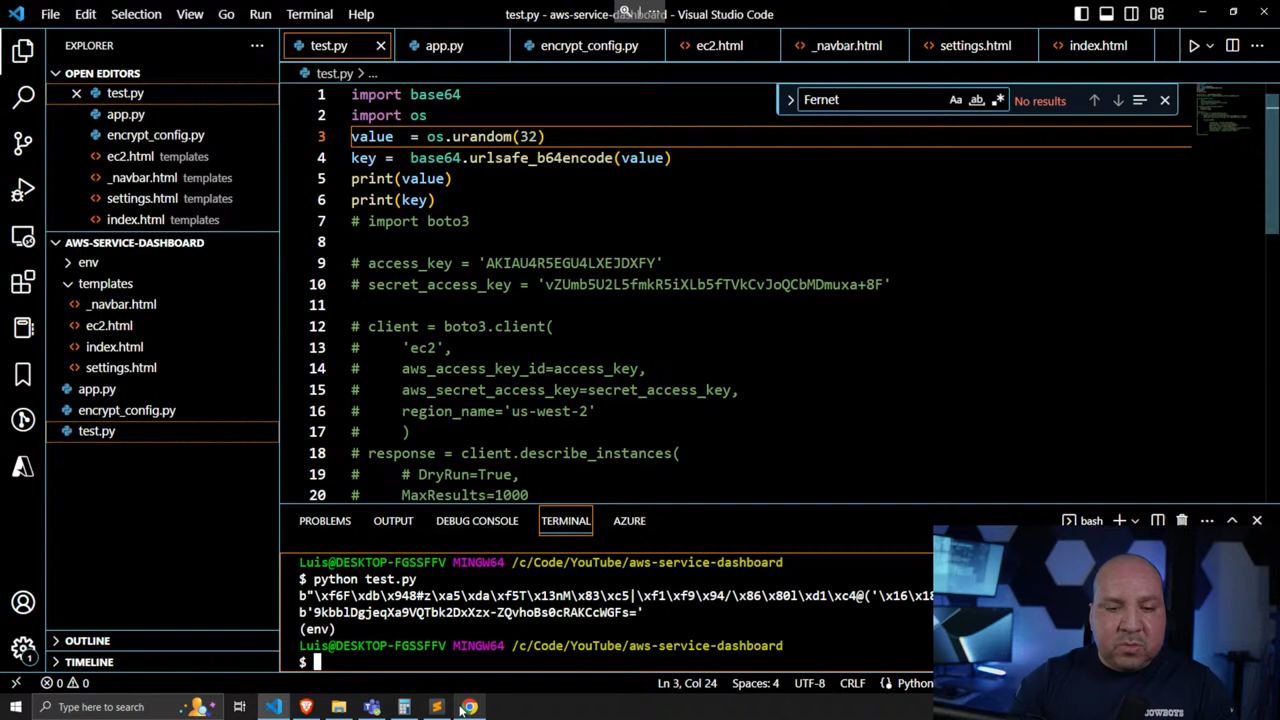 File Edit Selection View Go Run Terminal Help
test.py - aws-service-dashboard - Visual Studio Code
EXPLORER
OPEN EDITORS
test.py
app.py
encrypt_config.py
ec2.html templates
_navbar.html templates
settings.html templates
index.html templates
AWS-SERVICE-DASHBOARD
env
templates
_navbar.html
ec2.html
index.html
settings.html
app.py
encrypt_config.py
test.py
OUTLINE
TIMELINE
test.py app.py encrypt_config.py ec2.html _navbar.html settings.html index.html
test.py > ...
Fernet Aa ab No results
1 import base64
2 import os
3 value  = os.urandom(32)
4 key =  base64.urlsafe_b64encode(value)
5 print(value)
6 print(key)
7 # import boto3
8
9 # access_key = 'AKIAU4R5EGU4LXEJDXFY'
10 # secret_access_key = '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'
11
12 # client = boto3.client(
13 #     'ec2',
14 #     aws_access_key_id=access_key,
15 #     aws_secret_access_key=secret_access_key,
16 #     region_name='us-west-2'
17 #     )
18 # response = client.describe_instances(
19 #     # DryRun=True,
20 #     MaxResults=1000
PROBLEMS OUTPUT DEBUG CONSOLE TERMINAL AZURE
bash
Luis@DESKTOP-FGSSFFV MINGW64 /c/Code/YouTube/aws-service-dashboard
$ python test.py
b"\xf6F\xdb\x948#z\xa5\xda\xf5T\x13nM\x83\xc5|\xf1\xf9\x94/\x86\x80l\xd1\xc4@('\x16\x18
b'9kbblDgjeqXa9VQTbk2DxXzx-ZQvhoBs0cRAKCcWGFs='
(env)
Luis@DESKTOP-FGSSFFV MINGW64 /c/Code/YouTube/aws-service-dashboard
$
JOWBOYS
1
0 0 Ln 3, Col 24 Spaces: 4 UTF-8 CRLF Python
Type here to search